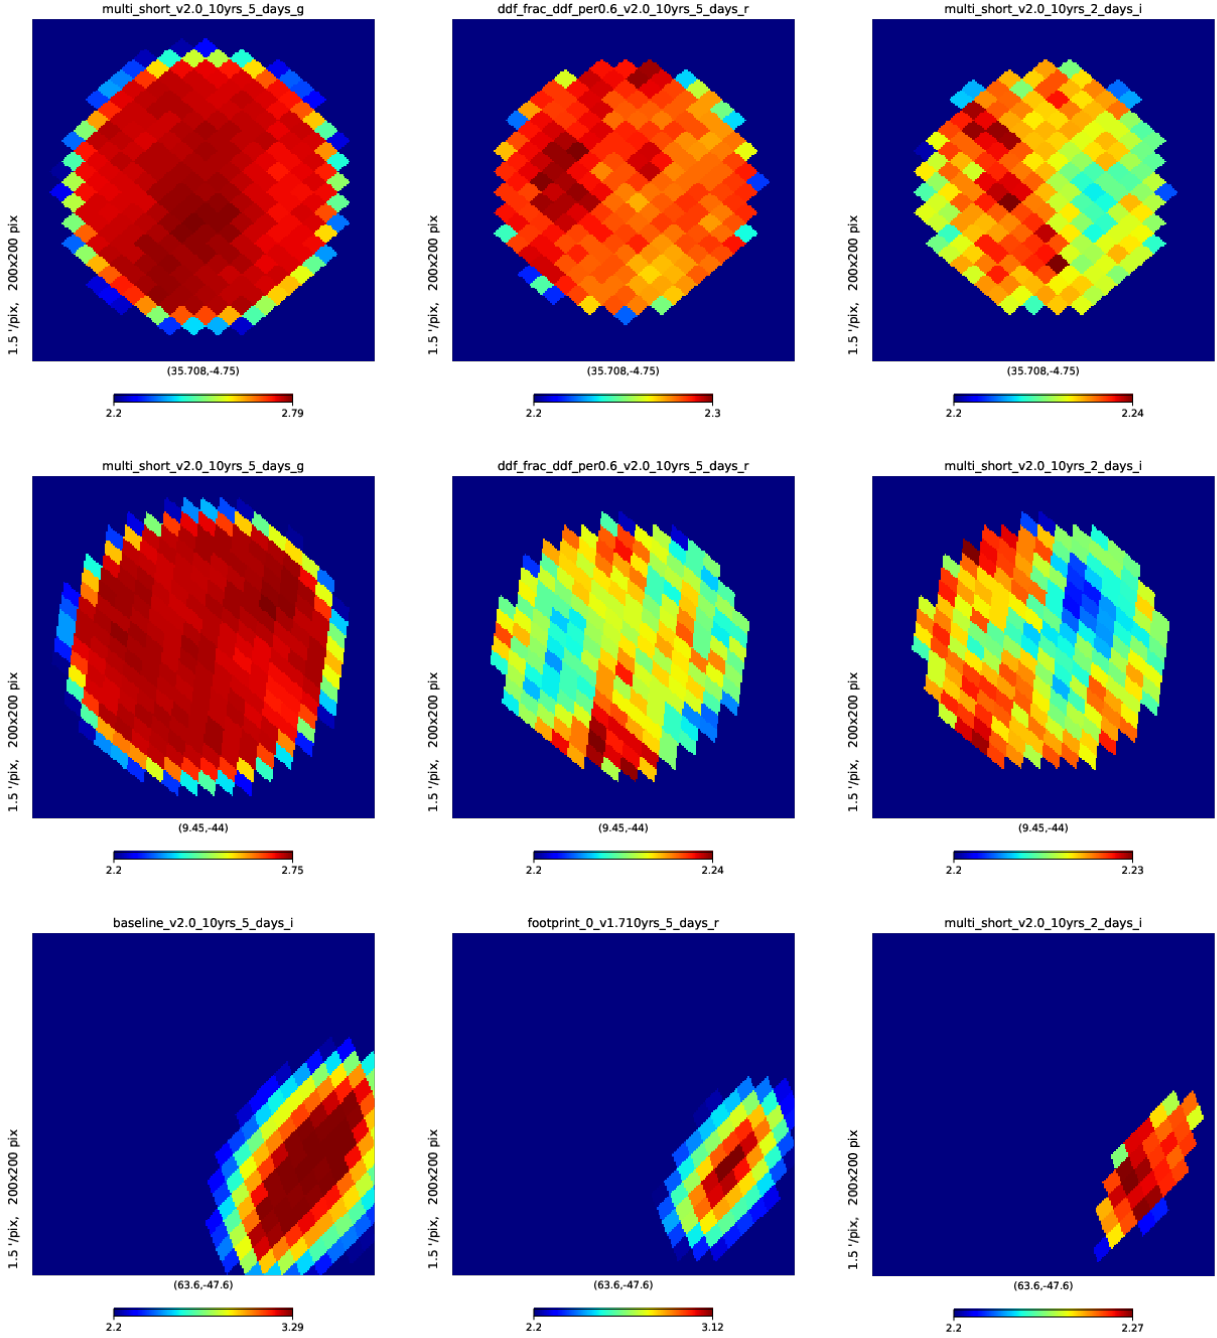 multi_short_v2.0_10yrs_5_days_g
1.5 '/pix, 200x200 pix
(35.708,-4.75)
2.2 2.79
ddf_frac_ddf_per0.6_v2.0_10yrs_5_days_r
1.5 '/pix, 200x200 pix
(35.708,-4.75)
2.2 2.3
multi_short_v2.0_10yrs_2_days_i
1.5 '/pix, 200x200 pix
(35.708,-4.75)
2.2 2.24
multi_short_v2.0_10yrs_5_days_g
1.5 '/pix, 200x200 pix
(9.45,-44)
2.2 2.75
ddf_frac_ddf_per0.6_v2.0_10yrs_5_days_r
1.5 '/pix, 200x200 pix
(9.45,-44)
2.2 2.24
multi_short_v2.0_10yrs_2_days_i
1.5 '/pix, 200x200 pix
(9.45,-44)
2.2 2.23
baseline_v2.0_10yrs_5_days_i
1.5 '/pix, 200x200 pix
(63.6,-47.6)
2.2 3.29
footprint_0_v1.710yrs_5_days_r
1.5 '/pix, 200x200 pix
(63.6,-47.6)
2.2 3.12
multi_short_v2.0_10yrs_2_days_i
1.5 '/pix, 200x200 pix
(63.6,-47.6)
2.2 2.27